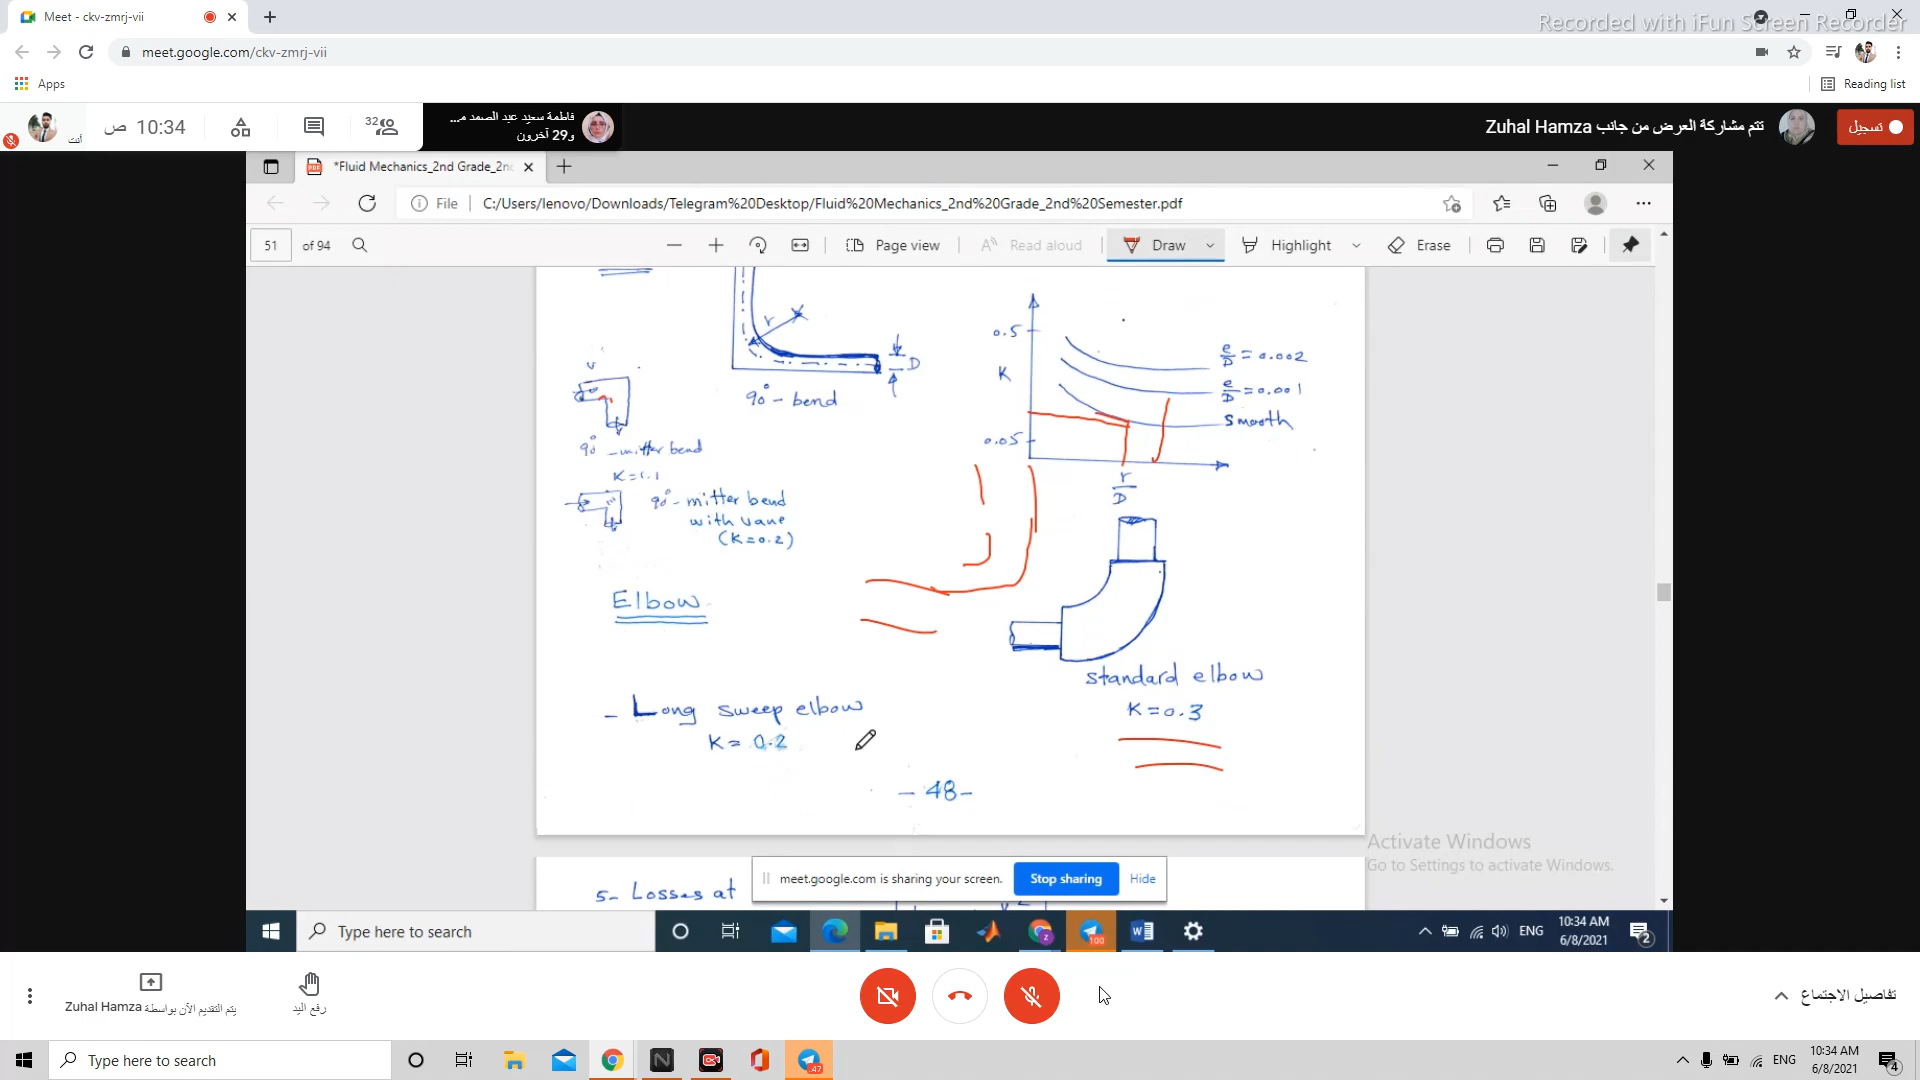 Meet - ckv-zmrj-vii
Recorded with iFun Screen Recorder
meet.google.com/ckv-zmrj-vii
Apps
Reading list
أنت
10:34 ص
32
فاطمة سعيد عبد الصمد م...
و29 آخرون
تتم مشاركة العرض من جانب Zuhal Hamza
تسجيل
*Fluid Mechanics_2nd Grade_2nd
File
C:/Users/lenovo/Downloads/Telegram%20Desktop/Fluid%20Mechanics_2nd%20Grade_2nd%20Semester.pdf
51 of 94
Page view
Read aloud
Draw
Highlight
Erase
r
D
90° - bend
v
90° - mitter bend
K=1.1
90° - mitter bend
with vane
(K=0.2)
0.5
K
0.05
e/D = 0.002
e/D = 0.001
Smooth
r/D
Elbow
standard elbow
K=0.3
- Long sweep elbow
K= 0.2
- 48 -
Activate Windows
Go to Settings to activate Windows.
5- Losses at
meet.google.com is sharing your screen.
Stop sharing
Hide
Type here to search
100
ENG
10:34 AM
6/8/2021
2
Zuhal Hamza يتم التقديم الآن بواسطة
رفع اليد
تفاصيل الاجتماع
Type here to search
47
ENG
10:34 AM
6/8/2021
4